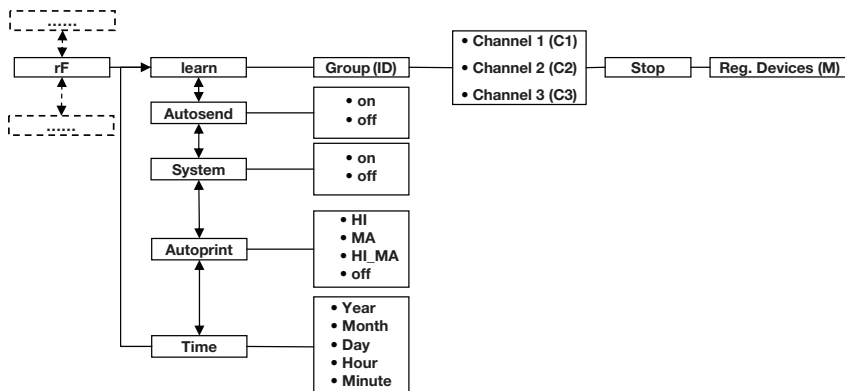 ......
rF
......
learn
Group (ID)
• Channel 1 (C1)
• Channel 2 (C2)
• Channel 3 (C3)
Stop
Reg. Devices (M)
Autosend
• on
• off
System
• on
• off
Autoprint
• HI
• MA
• HI_MA
• off
Time
• Year
• Month
• Day
• Hour
• Minute